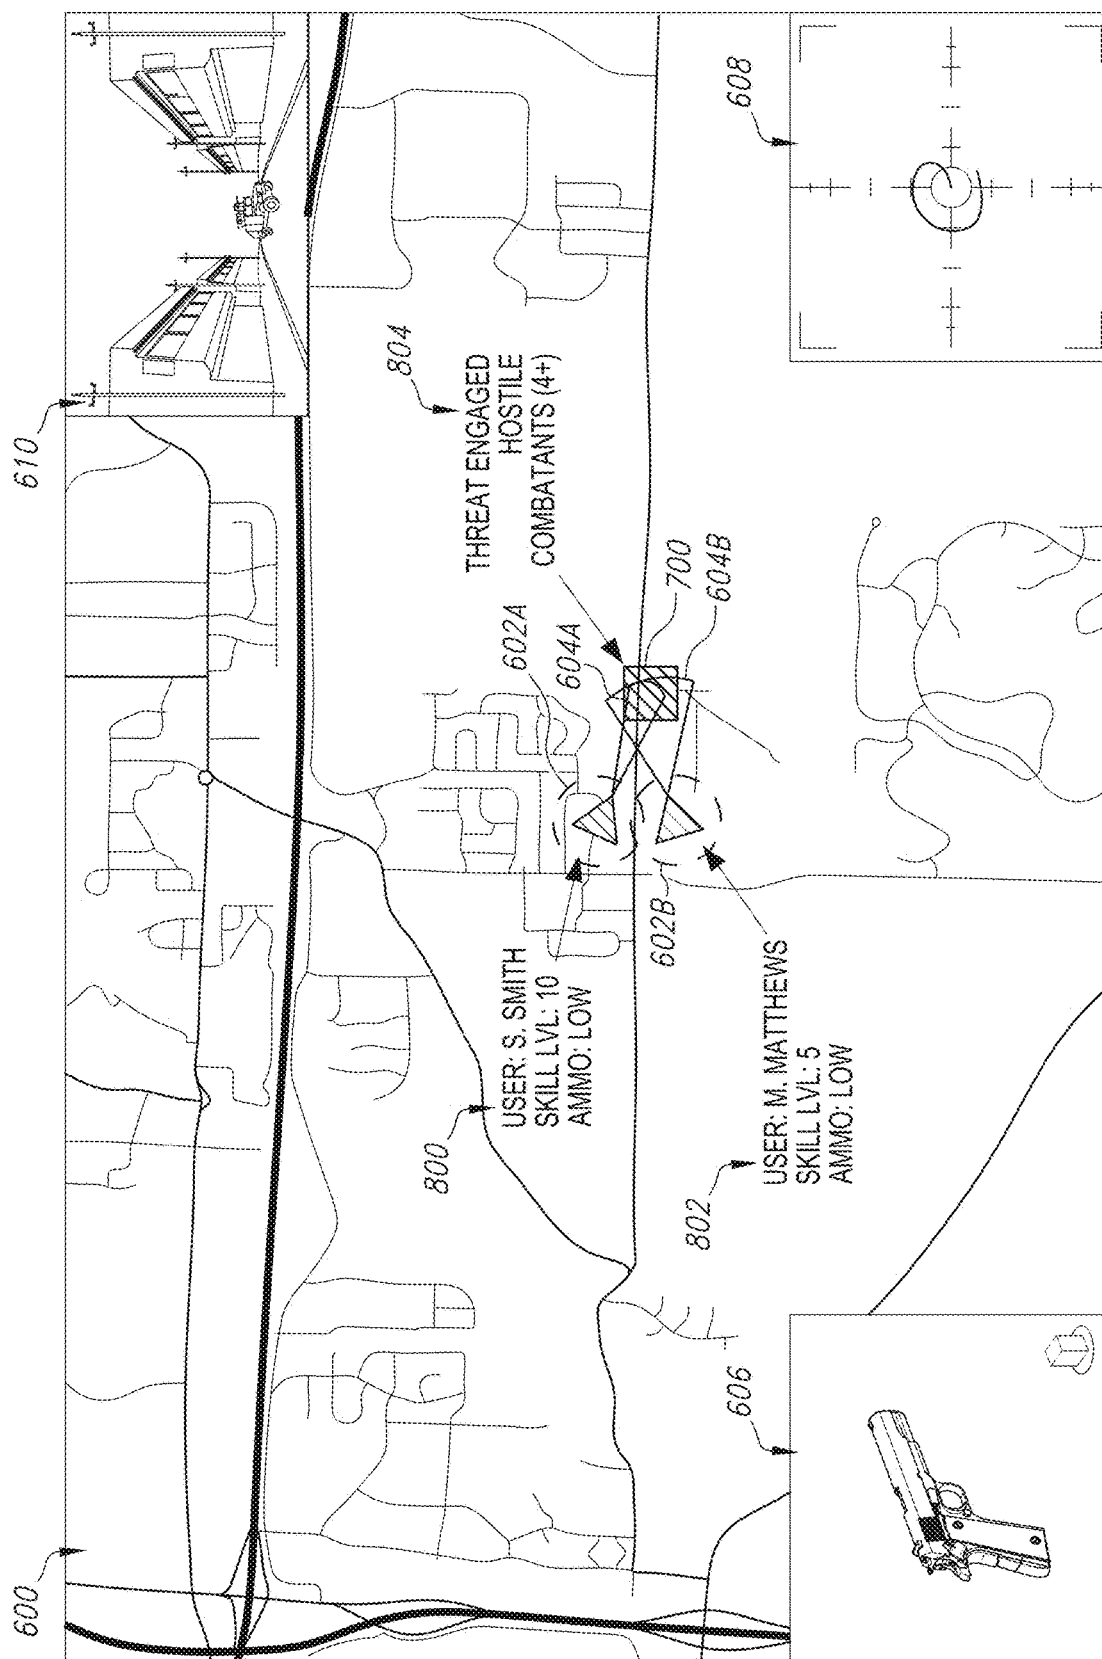 600
610
804
THREAT ENGAGED
HOSTILE
COMBATANTS (4+)
602A
604A
700
604B
800
USER: S. SMITH
SKILL LVL: 10
AMMO: LOW
602B
802
USER: M. MATTHEWS
SKILL LVL: 5
AMMO: LOW
606
608